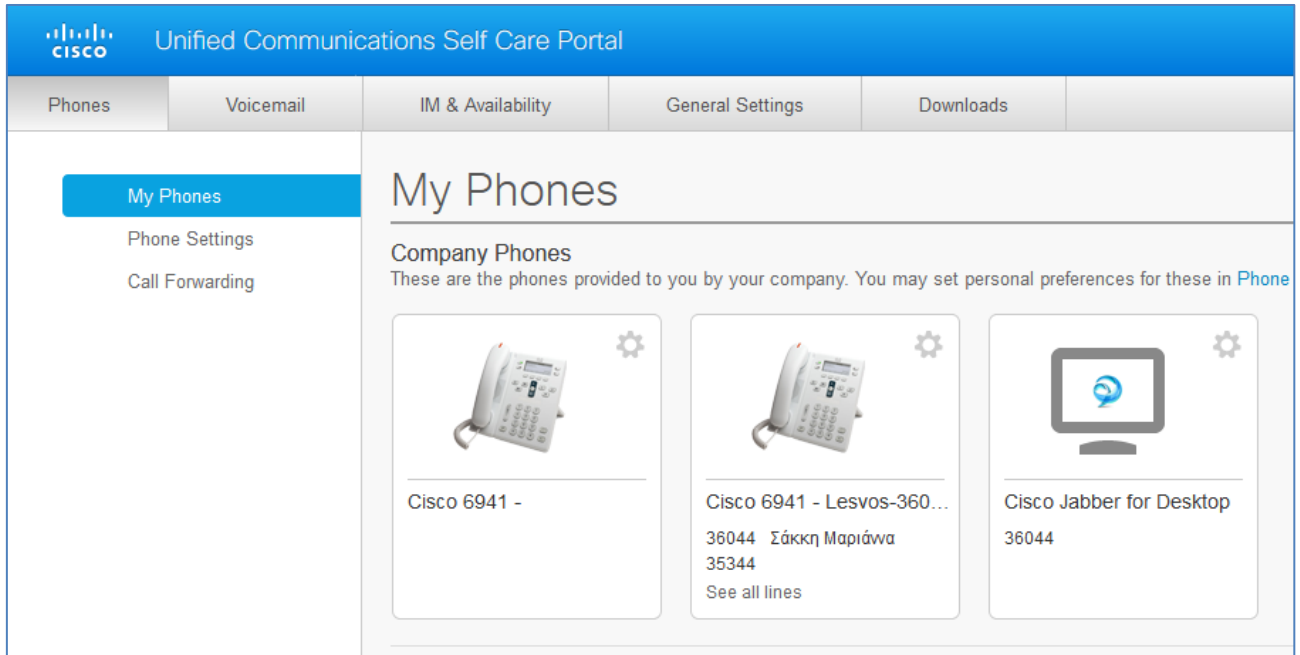 CISCO Unified Communications Self Care Portal
Phones Voicemail IM & Availability General Settings Downloads
My Phones
Phone Settings
Call Forwarding
My Phones
Company Phones
These are the phones provided to you by your company. You may set personal preferences for these in Phone
Cisco 6941 -
Cisco 6941 - Lesvos-360...
36044 Σάκκη Μαριάννα
35344
See all lines
Cisco Jabber for Desktop
36044